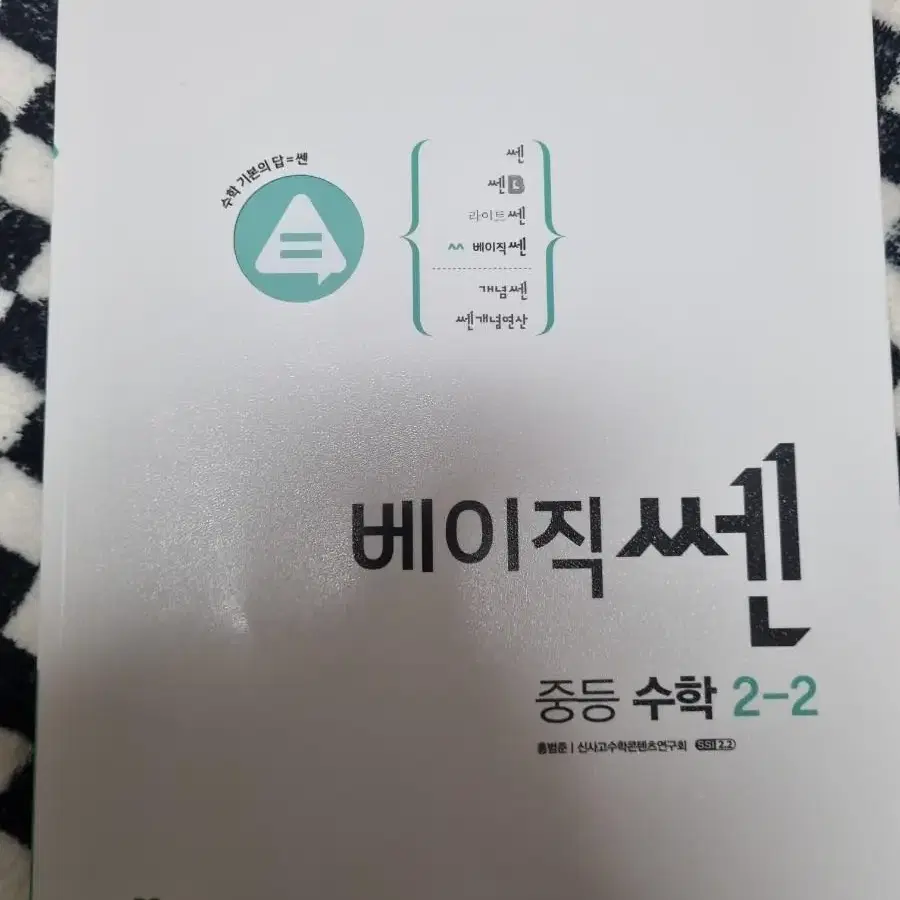 수학 기본의 답=쎈
쎈
쎈B
라이트쎈
^^ 베이직쎈
개념쎈
쎈개념연산
베이직쎈
중등 수학 2-2
홍범준 | 신사고수학콘텐츠연구회 SSII 2.2